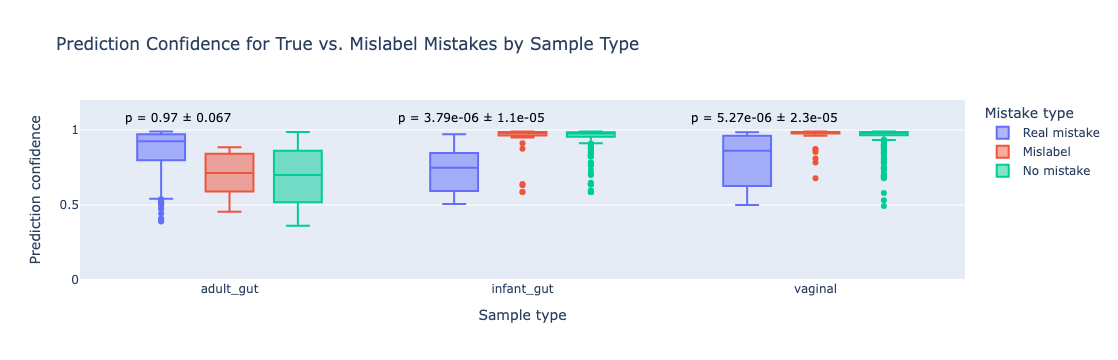 Prediction Confidence for True vs. Mislabel Mistakes by Sample Type
p = 0.97 ± 0.067
p = 3.79e-06 ± 1.1e-05
p = 5.27e-06 ± 2.3e-05
Mistake type
Real mistake
Mislabel
No mistake
Prediction confidence
1
0.5
0
adult_gut
infant_gut
vaginal
Sample type